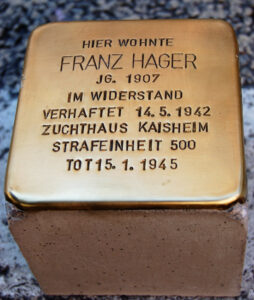 HIER WOHNTE
FRANZ HAGER
JG. 1907
IM WIDERSTAND
VERHAFTET 14.5.1942
ZUCHTHAUS KAISHEIM
STRAFEINHEIT 500
TOT 15.1.1945